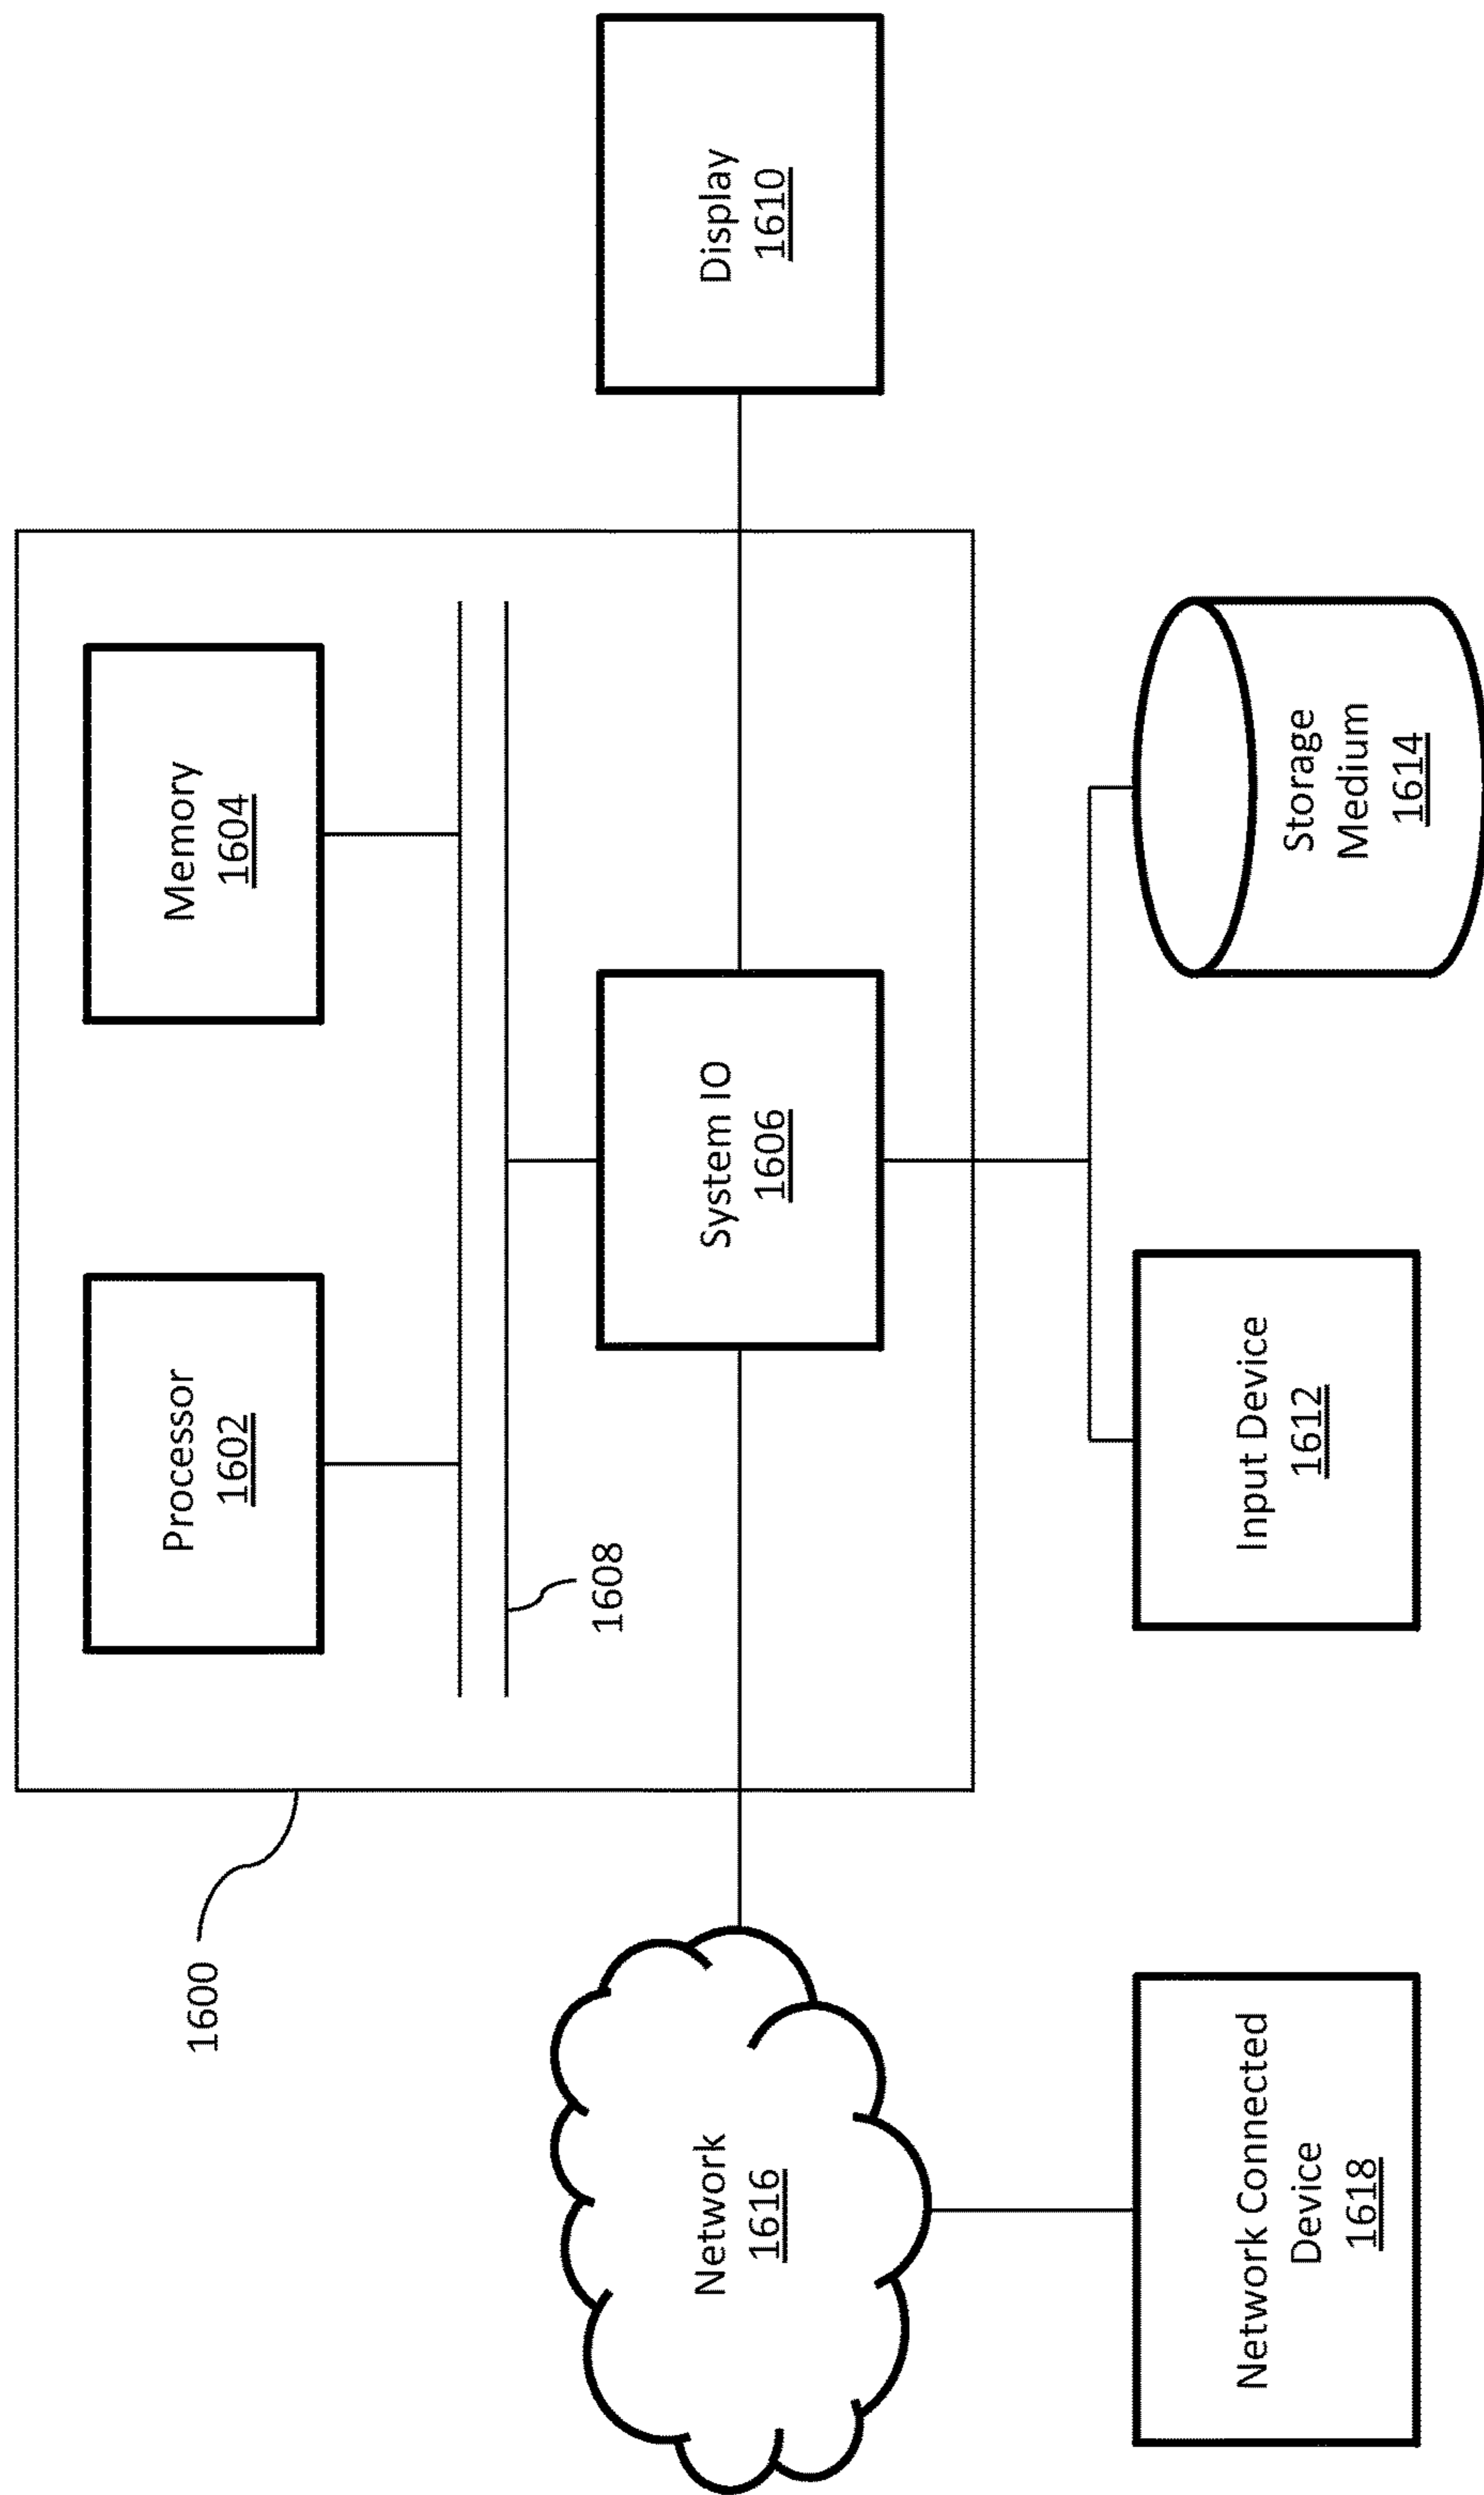 1600
Processor
1602
Memory
1604
1608
Network
1616
System IO
1606
Display
1610
Network Connected
Device
1618
Input Device
1612
Storage
Medium
1614